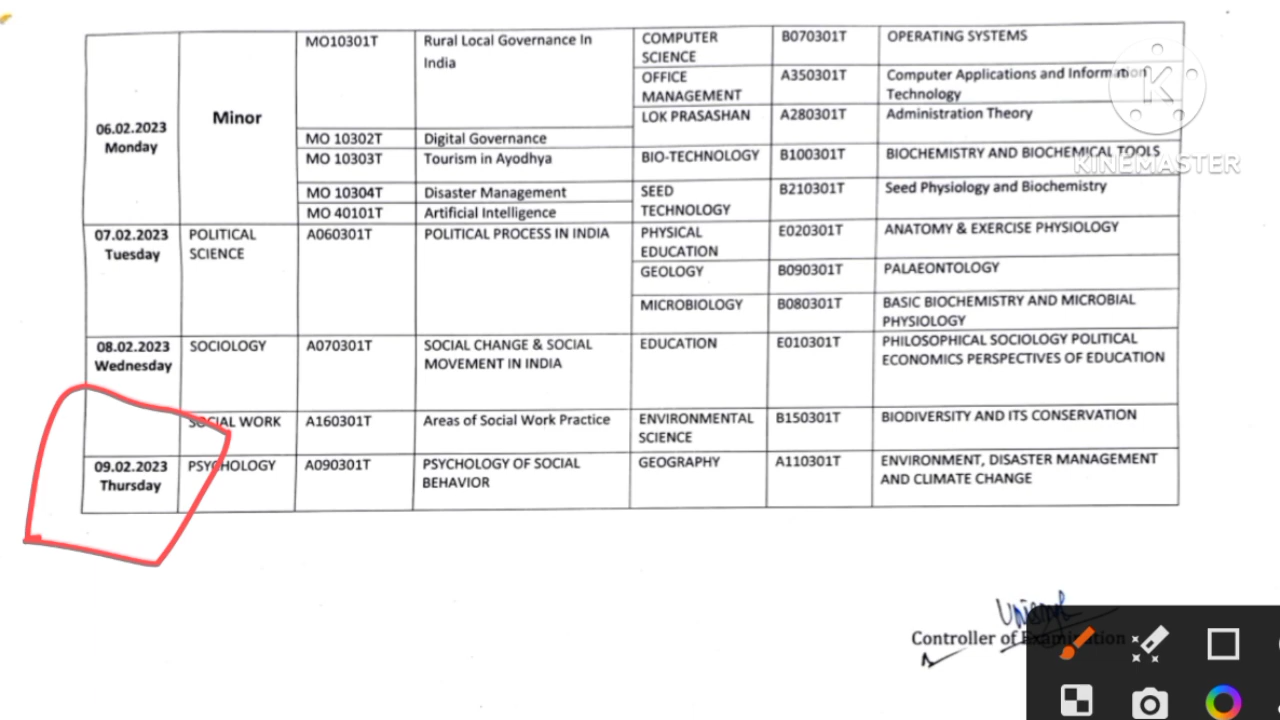 MO10301T Rural Local Governance In India COMPUTER SCIENCE B070301T OPERATING SYSTEMS
OFFICE MANAGEMENT A350301T Computer Applications and Information Technology
06.02.2023 Monday Minor LOK PRASASHAN A280301T Administration Theory
MO 10302T Digital Governance
MO 10303T Tourism in Ayodhya BIO-TECHNOLOGY B100301T BIOCHEMISTRY AND BIOCHEMICAL TOOLS
KINEMASTER
MO 10304T Disaster Management SEED TECHNOLOGY B210301T Seed Physiology and Biochemistry
MO 40101T Artificial Intelligence
07.02.2023 Tuesday POLITICAL SCIENCE A060301T POLITICAL PROCESS IN INDIA PHYSICAL EDUCATION E020301T ANATOMY & EXERCISE PHYSIOLOGY
GEOLOGY B090301T PALAEONTOLOGY
MICROBIOLOGY B080301T BASIC BIOCHEMISTRY AND MICROBIAL PHYSIOLOGY
08.02.2023 Wednesday SOCIOLOGY A070301T SOCIAL CHANGE & SOCIAL MOVEMENT IN INDIA EDUCATION E010301T PHILOSOPHICAL SOCIOLOGY POLITICAL ECONOMICS PERSPECTIVES OF EDUCATION
SOCIAL WORK A160301T Areas of Social Work Practice ENVIRONMENTAL SCIENCE B150301T BIODIVERSITY AND ITS CONSERVATION
09.02.2023 Thursday PSYCHOLOGY A090301T PSYCHOLOGY OF SOCIAL BEHAVIOR GEOGRAPHY A110301T ENVIRONMENT, DISASTER MANAGEMENT AND CLIMATE CHANGE
Controller of Examination